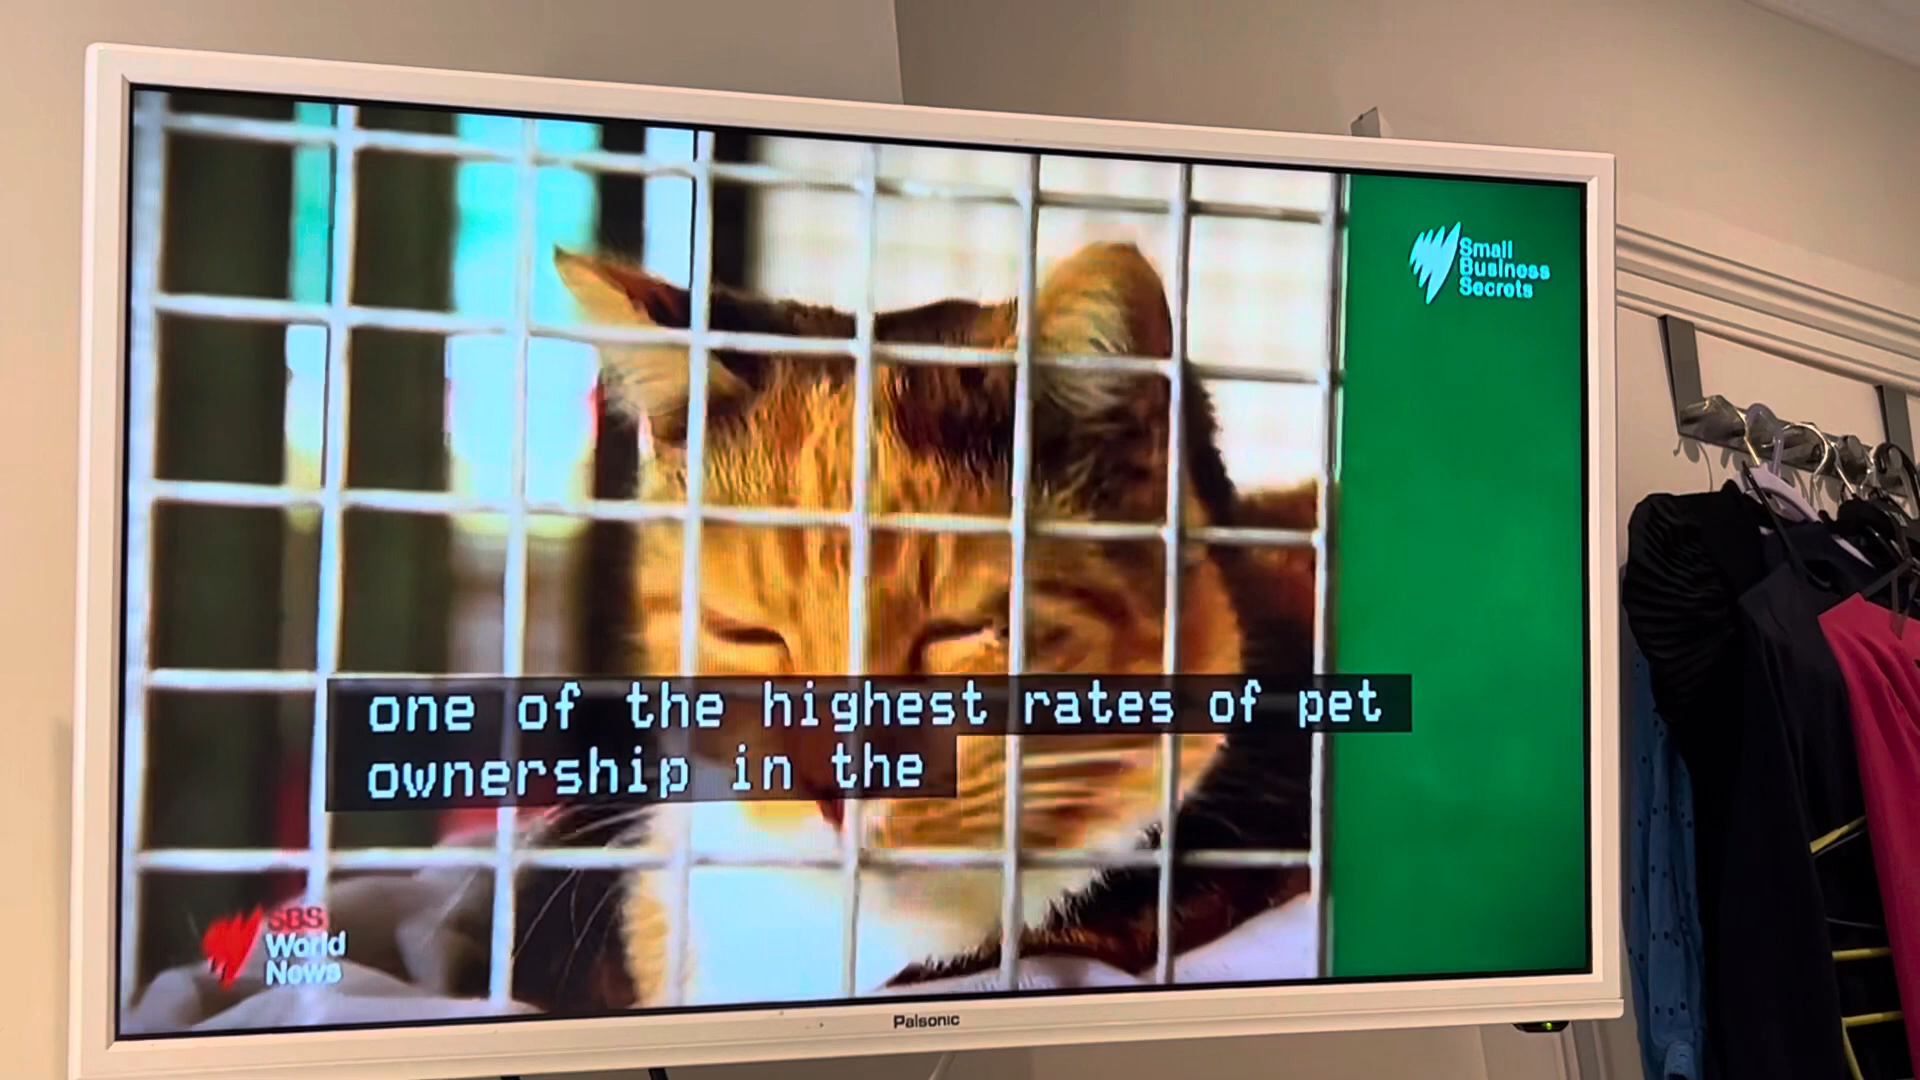 Small
Business
Secrets
one of the highest rates of pet
ownership in the
SBS
World
News
Palsonic